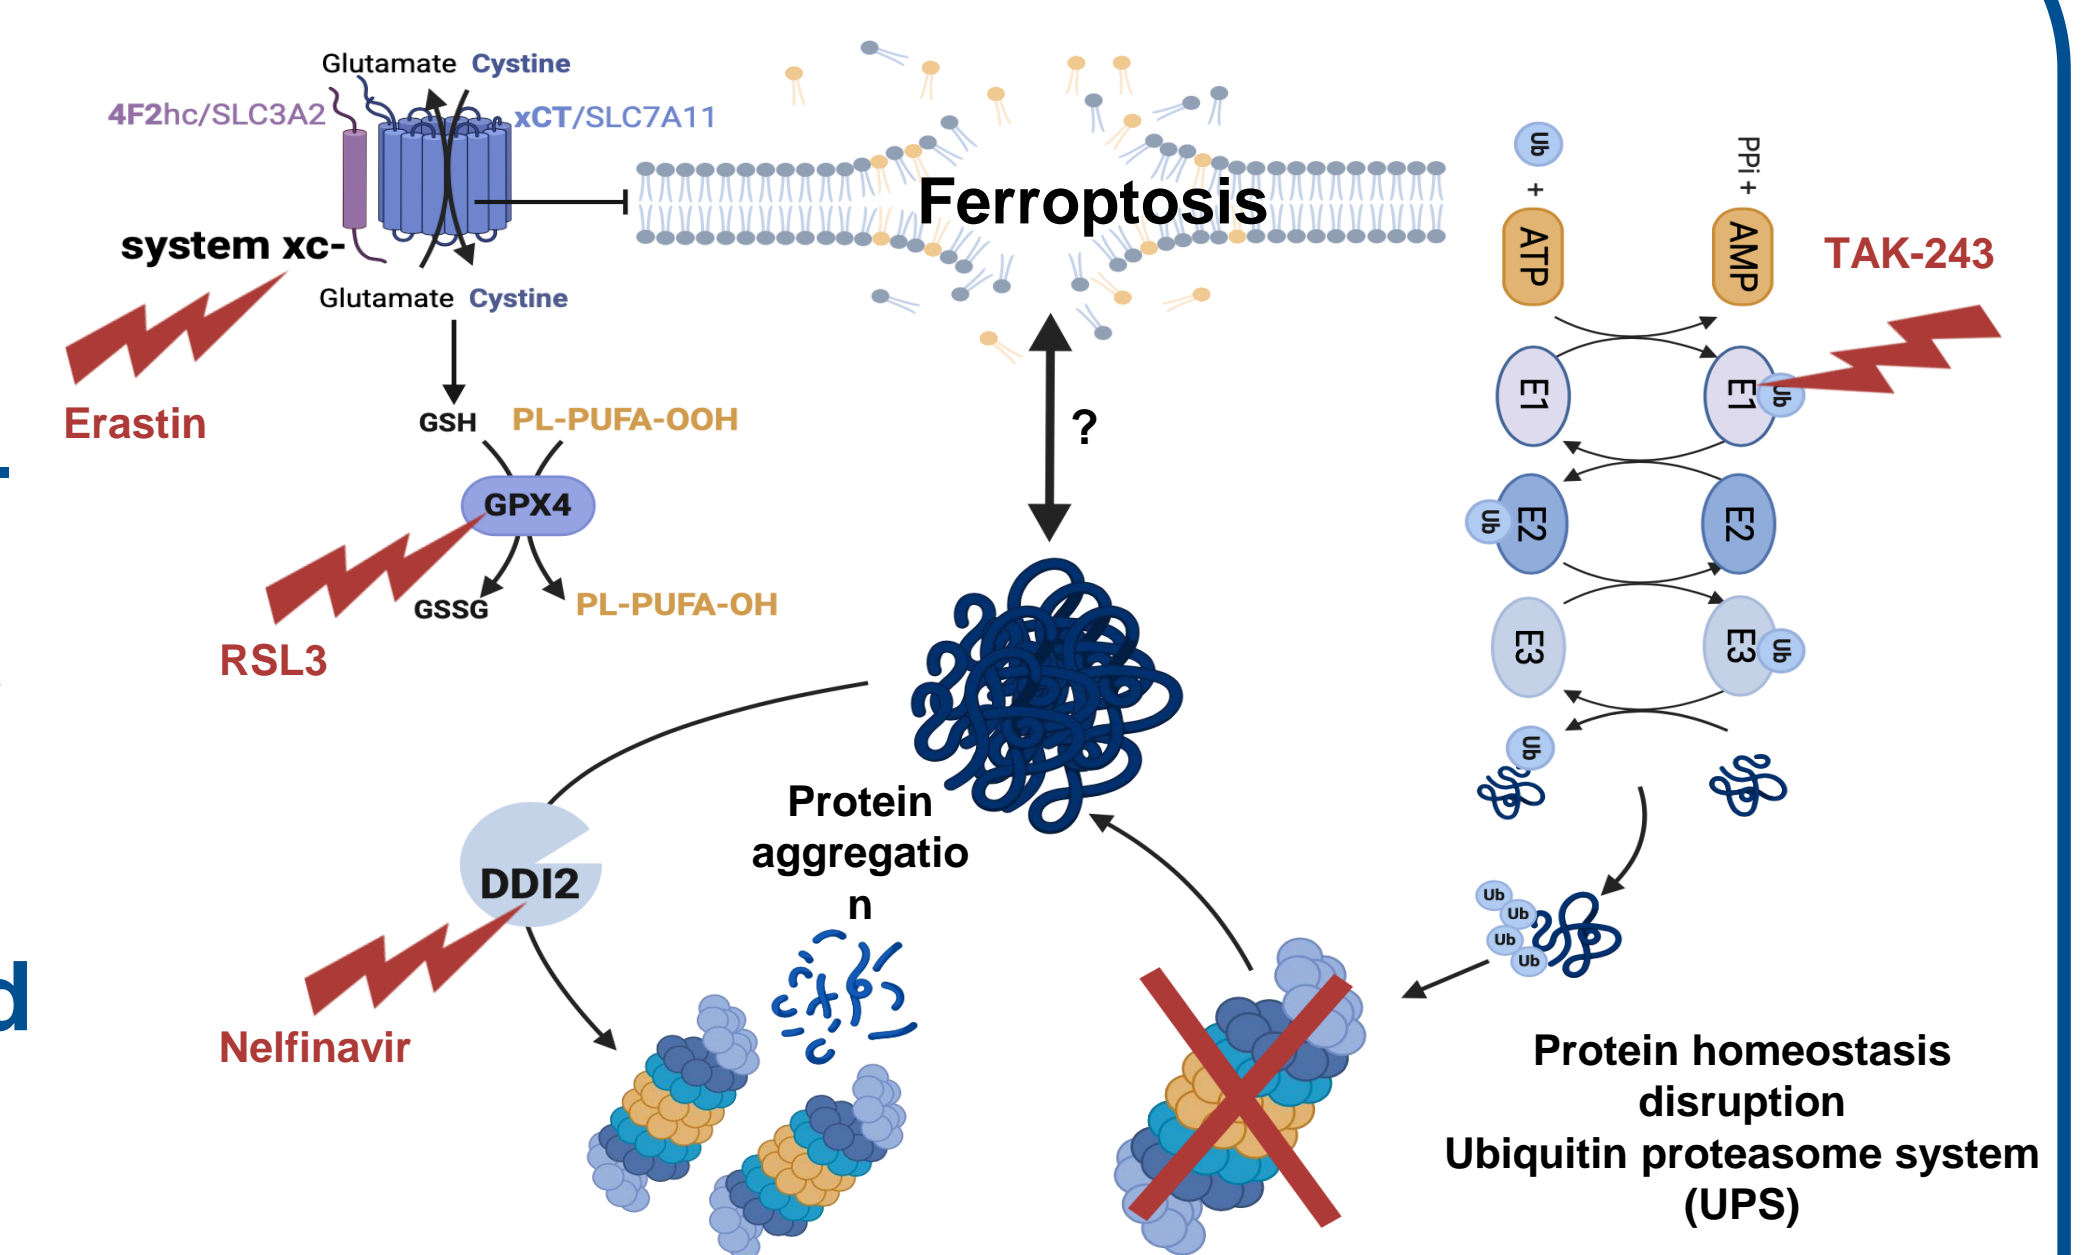 Glutamate Cystine
4F2hc/SLC3A2
xCT/SLC7A11
system xc-
Glutamate Cystine
Erastin
GSH PL-PUFA-OOH
GPX4
GSSG PL-PUFA-OH
RSL3
Ferroptosis
?
Protein
aggregatio
n
DDI2
Nelfinavir
d
Ub
+
ATP
PPi +
AMP
TAK-243
E1
E1
Ub
Ub
E2
E2
E3
E3
Ub
Ub
Ub
Ub
Ub
Ub
Protein homeostasis
disruption
Ubiquitin proteasome system
(UPS)